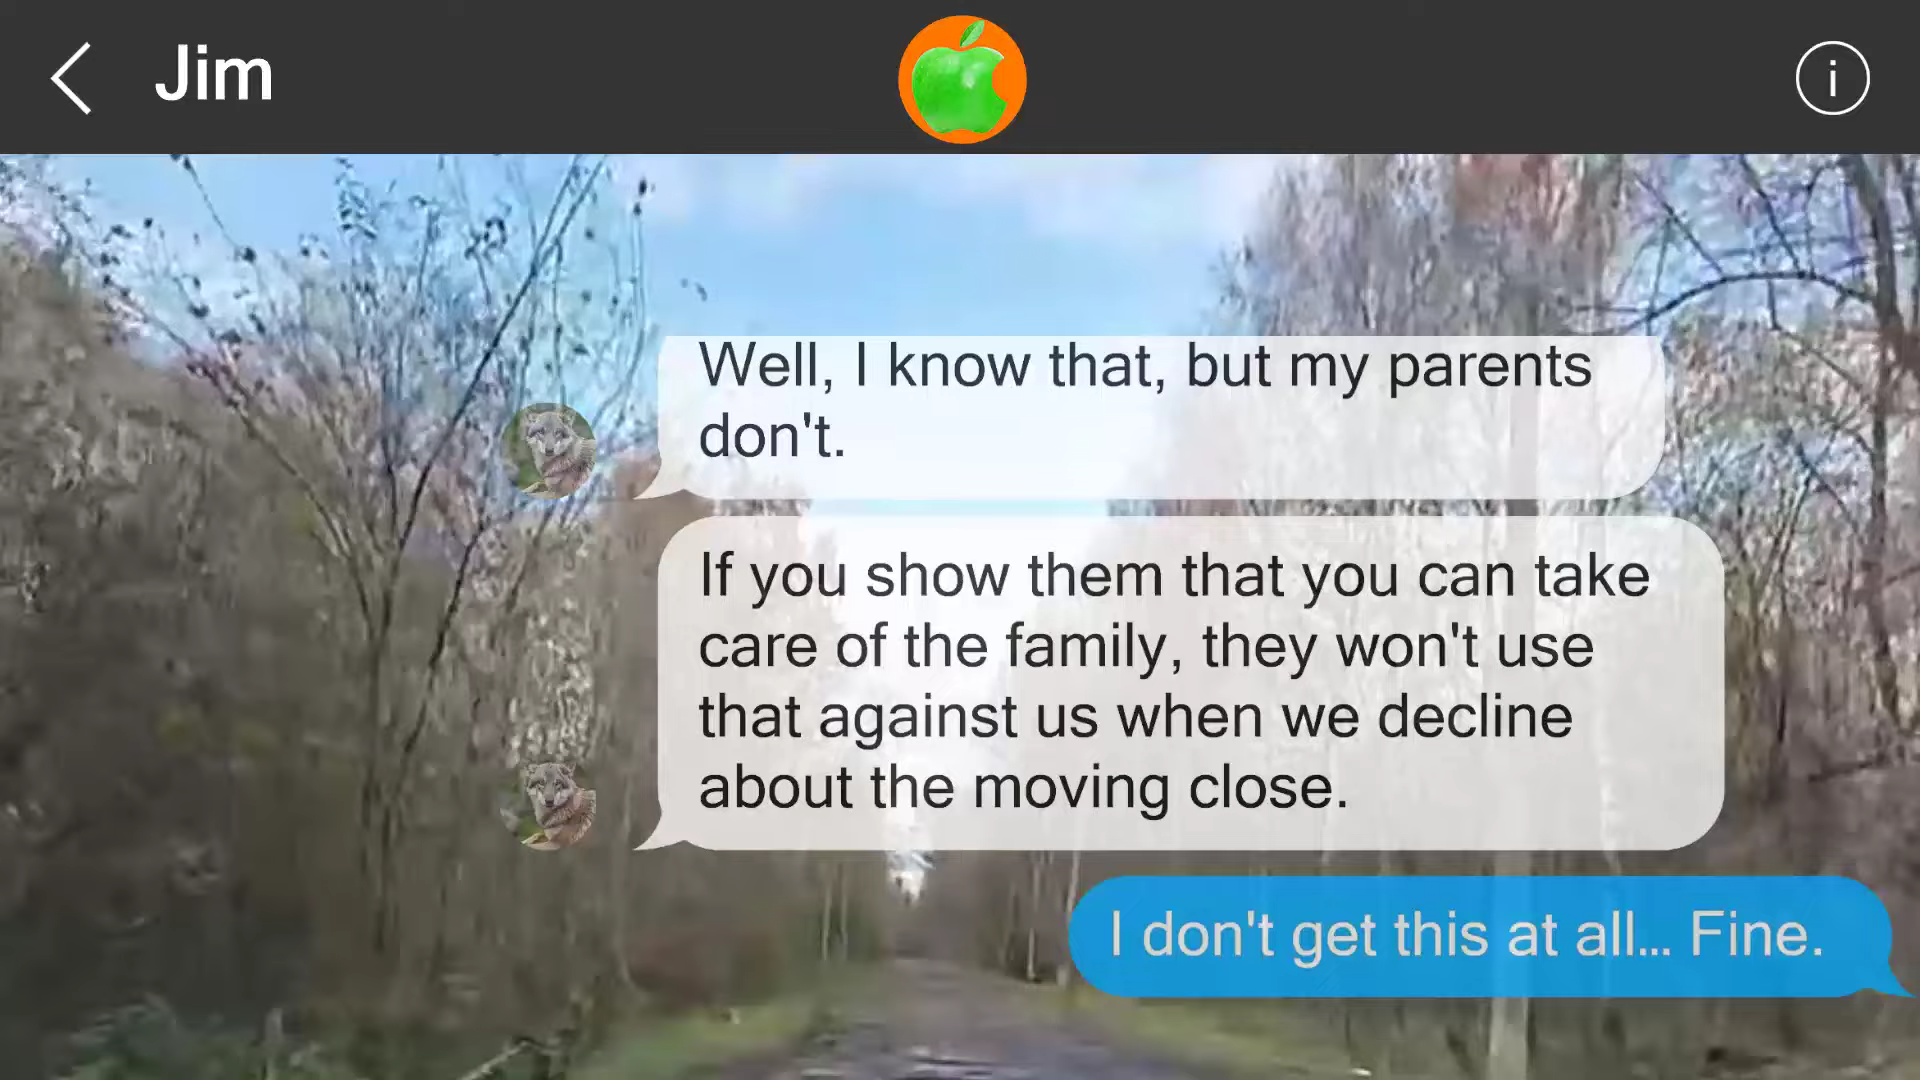 Jim
i
Well, I know that, but my parents
don't.
If you show them that you can take
care of the family, they won't use
that against us when we decline
about the moving close.
I don't get this at all... Fine.